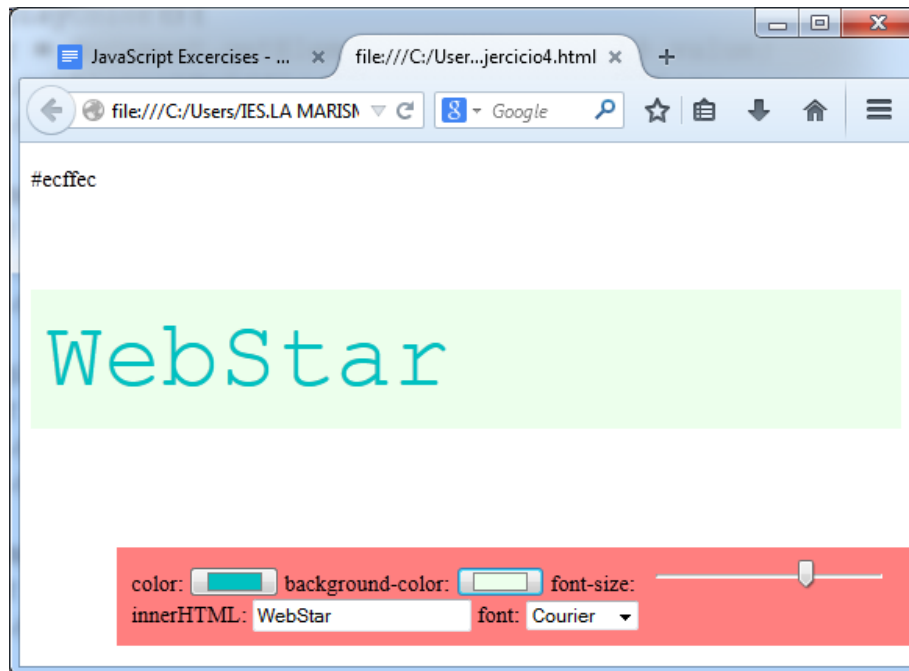 JavaScript Excercises - ...
file:///C:/User...jercicio4.html
file:///C:/Users/IES.LA MARISM
Google
#ecffec
WebStar
color: background-color: font-size:
innerHTML: WebStar font: Courier